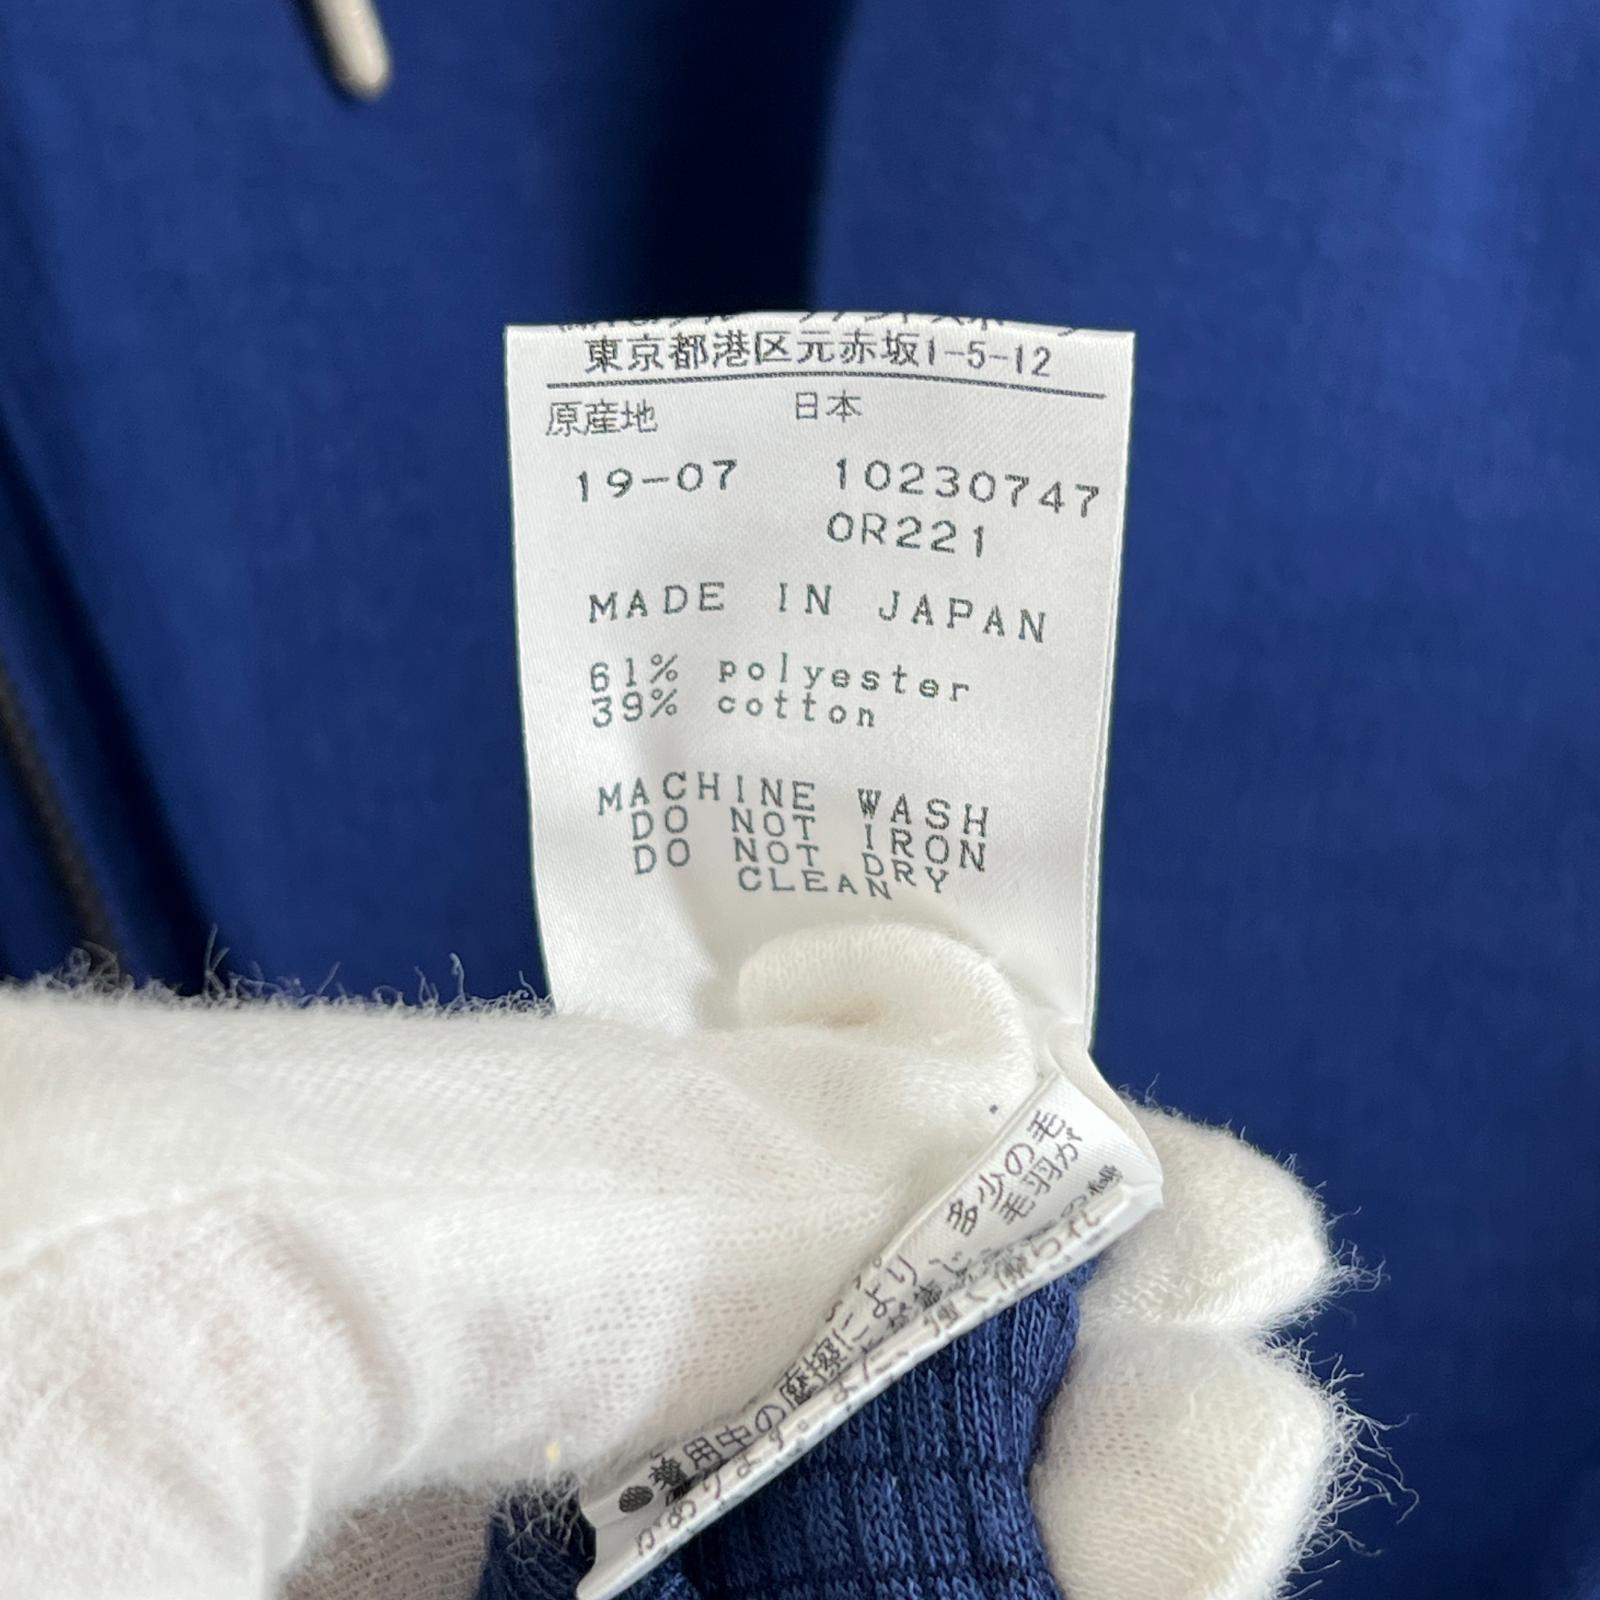 東京都港区元赤坂1-5-12
原産地 日本
19-07 10230747
0R221
MADE IN JAPAN
61% polyester
39% cotton
MACHINE WASH
DO NOT IRON
DO NOT DRY
CLEAN
多少の毛
毛羽が
●着用中の摩擦により